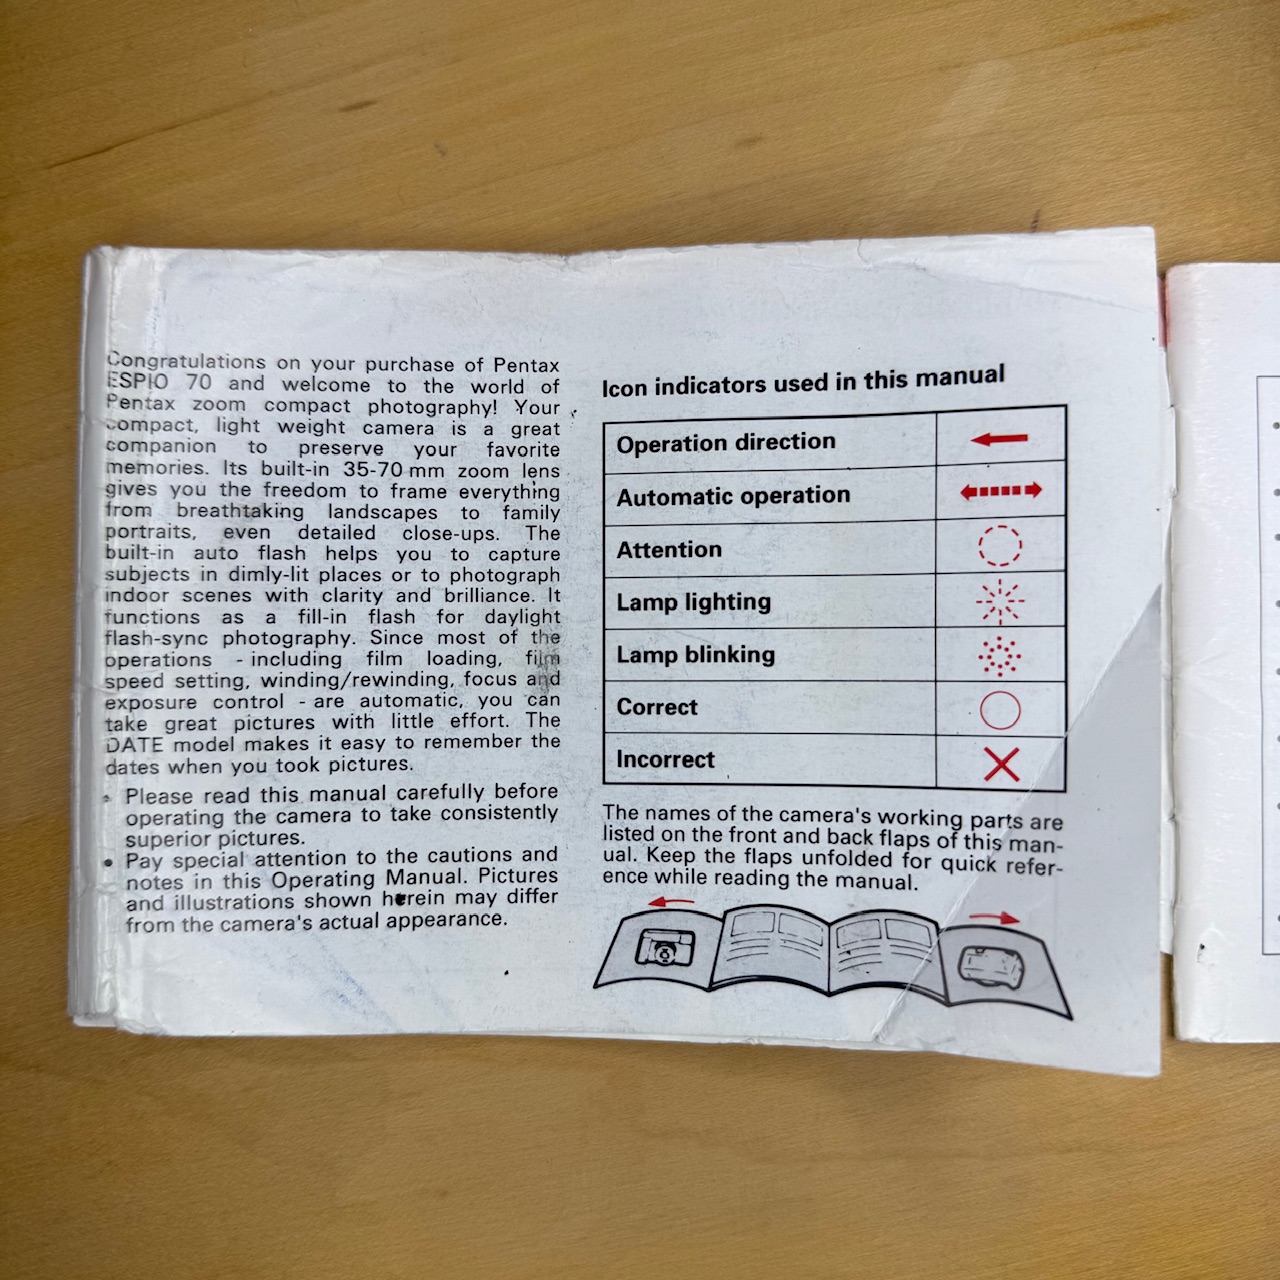 Congratulations on your purchase of Pentax
ESPIO 70 and welcome to the world of
Pentax zoom compact photography! Your
compact, light weight camera is a great
companion to preserve your favorite
memories. Its built-in 35-70 mm zoom lens
gives you the freedom to frame everything
from breathtaking landscapes to family
portraits, even detailed close-ups. The
built-in auto flash helps you to capture
subjects in dimly-lit places or to photograph
indoor scenes with clarity and brilliance. It
functions as a fill-in flash for daylight
flash-sync photography. Since most of the
operations - including film loading, film
speed setting, winding/rewinding, focus and
exposure control - are automatic, you can
take great pictures with little effort. The
DATE model makes it easy to remember the
dates when you took pictures.
• Please read this manual carefully before
operating the camera to take consistently
superior pictures.
• Pay special attention to the cautions and
notes in this Operating Manual. Pictures
and illustrations shown herein may differ
from the camera's actual appearance.
Icon indicators used in this manual
Operation direction
Automatic operation
Attention
Lamp lighting
Lamp blinking
Correct
Incorrect
The names of the camera's working parts are
listed on the front and back flaps of this man-
ual. Keep the flaps unfolded for quick refer-
ence while reading the manual.